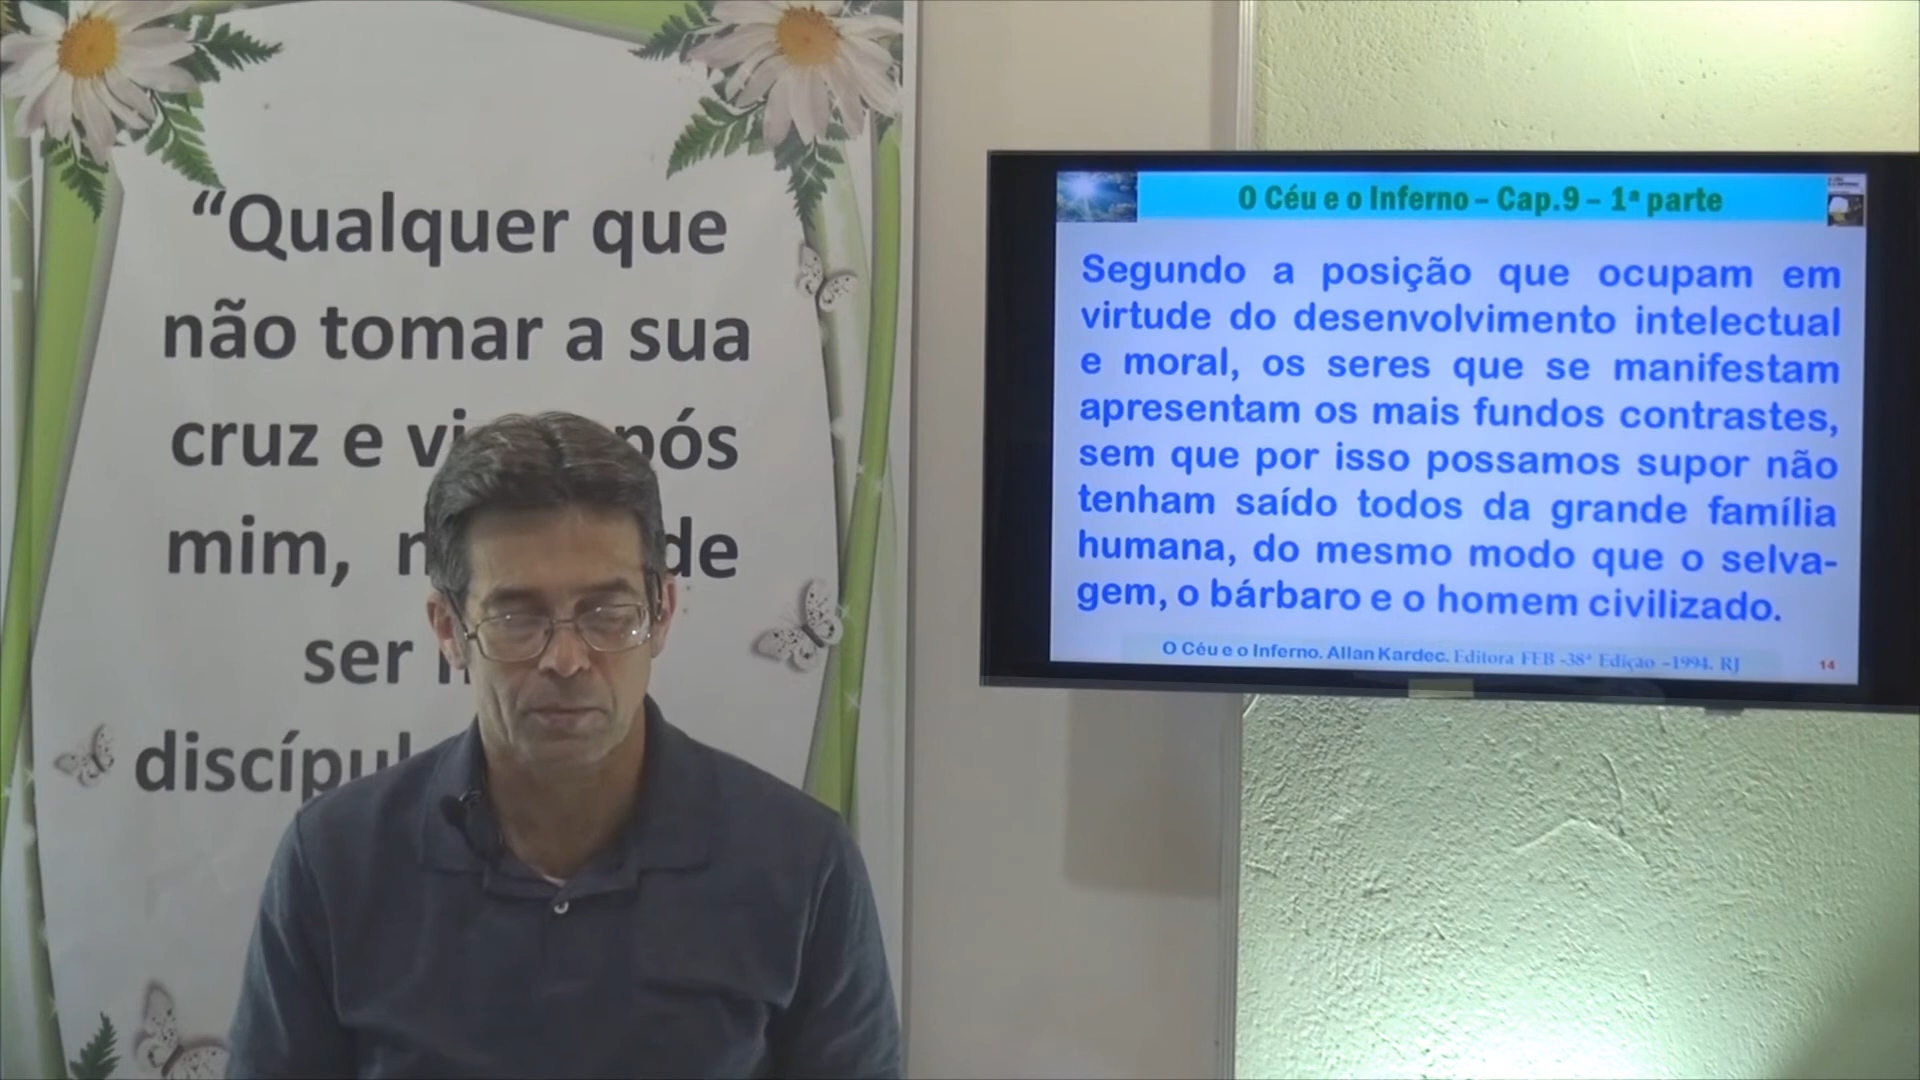 “Qualquer que
não tomar a sua
cruz e
pós
mim,
de
ser
O Céu e o Inferno – Cap.9 – 1ª parte
Segundo a posição que ocupam em
virtude do desenvolvimento intelectual
e moral, os seres que se manifestam
apresentam os mais fundos contrastes,
sem que por isso possamos supor não
tenham saído todos da grande família
humana, do mesmo modo que o selva-
gem, o bárbaro e o homem civilizado.
O Céu e o Inferno. Allan Kardec. Editora FEB -38ª Edição –1994. RJ
14